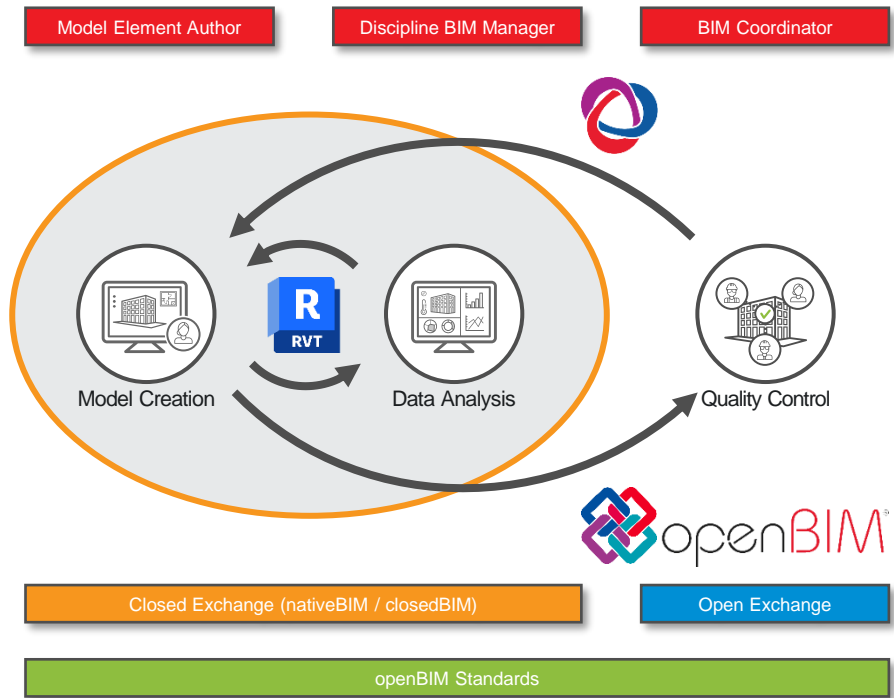 Model Element Author
Discipline BIM Manager
BIM Coordinator
R
RVT
Model Creation
Data Analysis
Quality Control
openBIM
Closed Exchange (nativeBIM / closedBIM)
Open Exchange
openBIM Standards